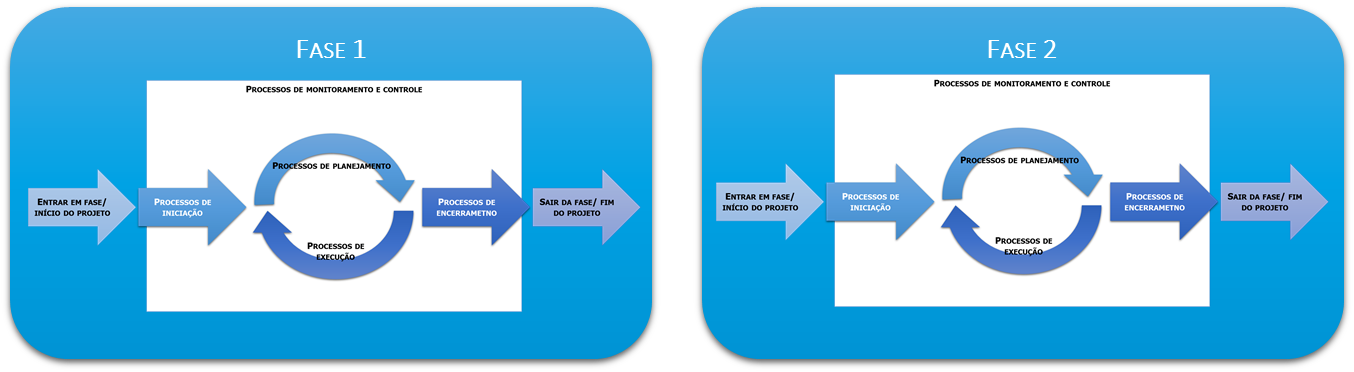 Fase 1
Processos de monitoramento e controle
Processos de planejamento
Entrar em fase/
início do projeto
Processos de
iniciação
Processos de
encerrametno
Sair da fase/ fim
do projeto
Processos de
execução
Fase 2
Processos de monitoramento e controle
Processos de planejamento
Entrar em fase/
início do projeto
Processos de
iniciação
Processos de
encerrametno
Sair da fase/ fim
do projeto
Processos de
execução